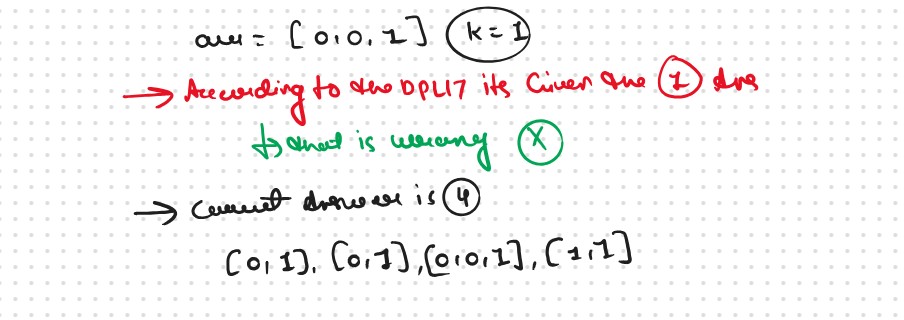 arr = [0,0,1] k=1
→ According to the DPL17 its Given the 1 Ans
↳ that is wrong X
→ Correct Answer is 4
[0,1], [0,1], [0,0,1], [1,1]